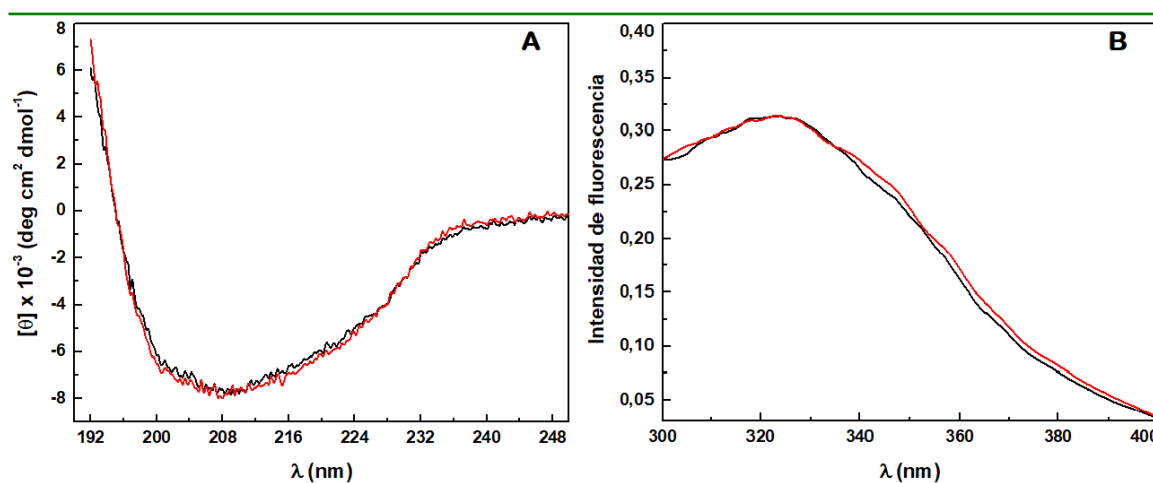 A
[θ] x 10⁻³ (deg cm² dmol⁻¹)
8
6
4
2
0
-2
-4
-6
-8
192 200 208 216 224 232 240 248
λ (nm)
B
Intensidad de fluorescencia
0,40
0,35
0,30
0,25
0,20
0,15
0,10
0,05
300 320 340 360 380 400
λ (nm)